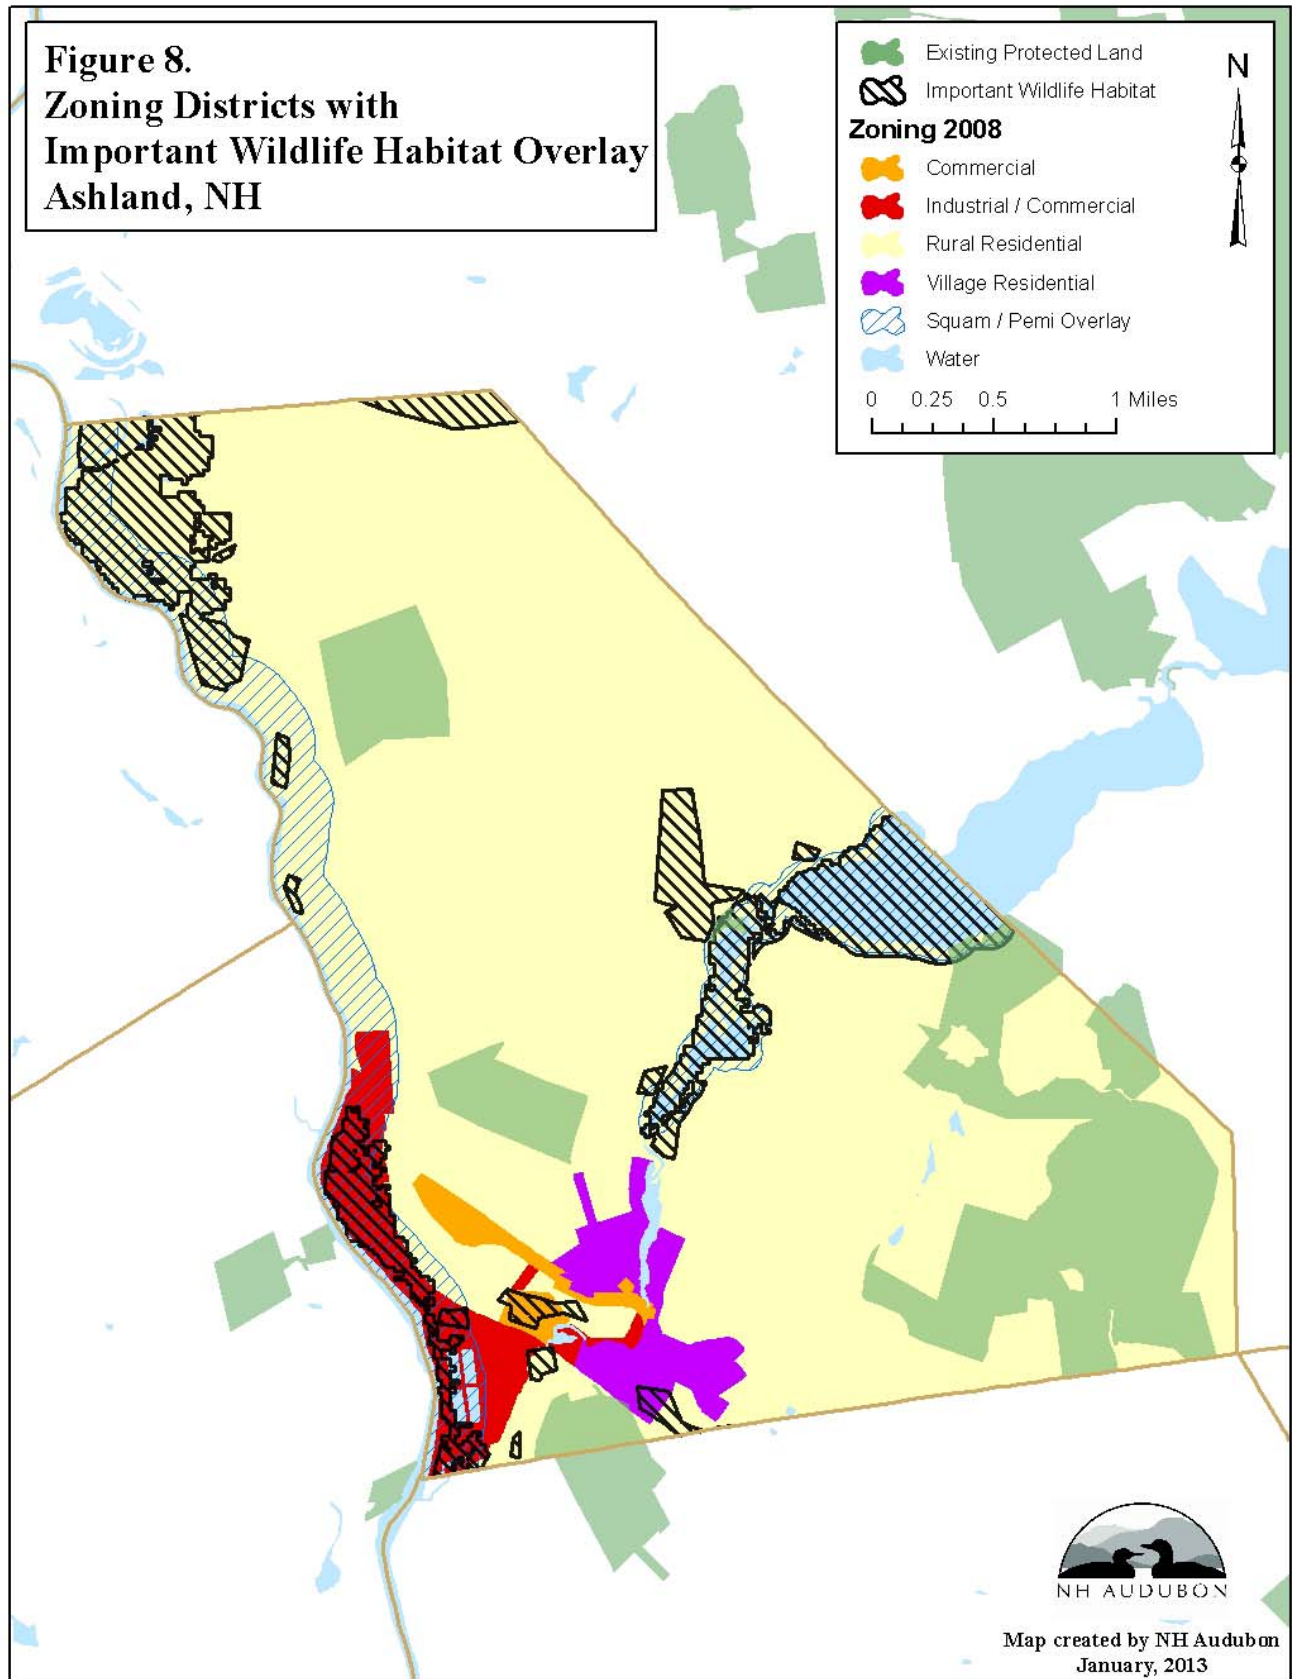 Figure 8.
Zoning Districts with
Important Wildlife Habitat Overlay
Ashland, NH
Existing Protected Land
Important Wildlife Habitat
Zoning 2008
Commercial
Industrial / Commercial
Rural Residential
Village Residential
Squam / Pemi Overlay
Water
0 0.25 0.5 1 Miles
N
NH AUDUBON
Map created by NH Audubon
January, 2013